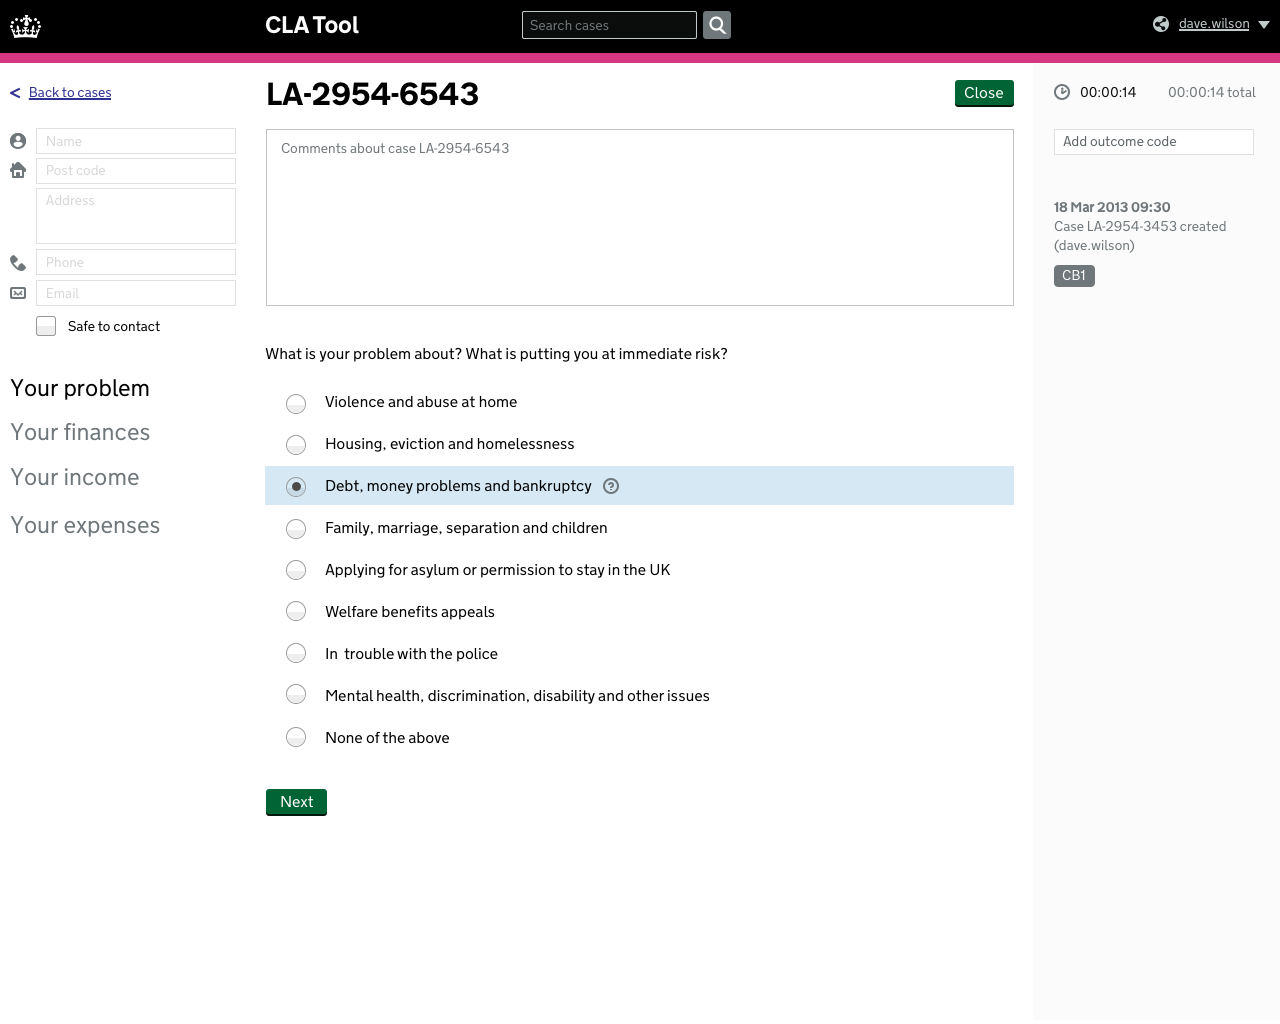 CLA Tool
Search cases
dave.wilson
< Back to cases
LA-2954-6543
Close
00:00:14
00:00:14 total
Name
Post code
Address
Phone
Email
Safe to contact
Your problem
Your finances
Your income
Your expenses
Comments about case LA-2954-6543
What is your problem about? What is putting you at immediate risk?
Violence and abuse at home
Housing, eviction and homelessness
Debt, money problems and bankruptcy ?
Family, marriage, separation and children
Applying for asylum or permission to stay in the UK
Welfare benefits appeals
In  trouble with the police
Mental health, discrimination, disability and other issues
None of the above
Next
Add outcome code
18 Mar 2013 09:30
Case LA-2954-3453 created
(dave.wilson)
CB1